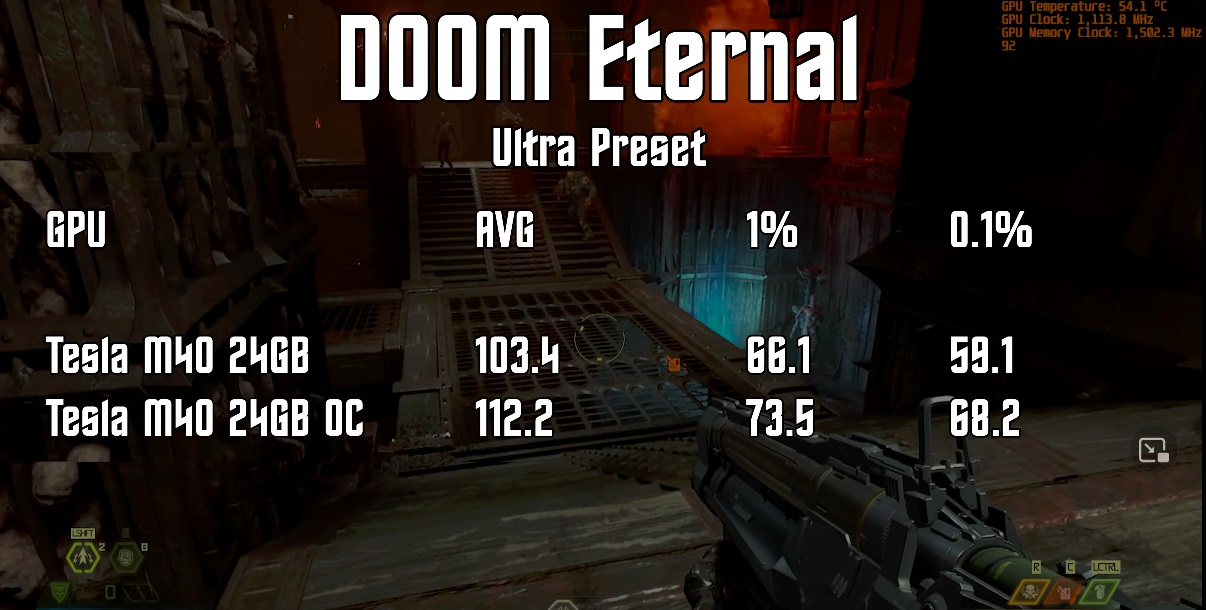 GPU Temperature: 54.1 ºC
GPU Clock: 1,113.8 MHz
GPU Memory Clock: 1,502.3 MHz
92
DOOM Eternal
Ultra Preset
GPU AVG 1% 0.1%
Tesla M40 24GB 103.4 66.1 59.1
Tesla M40 24GB OC 112.2 73.5 68.2
LSHFT
2
0
R C LCTRL